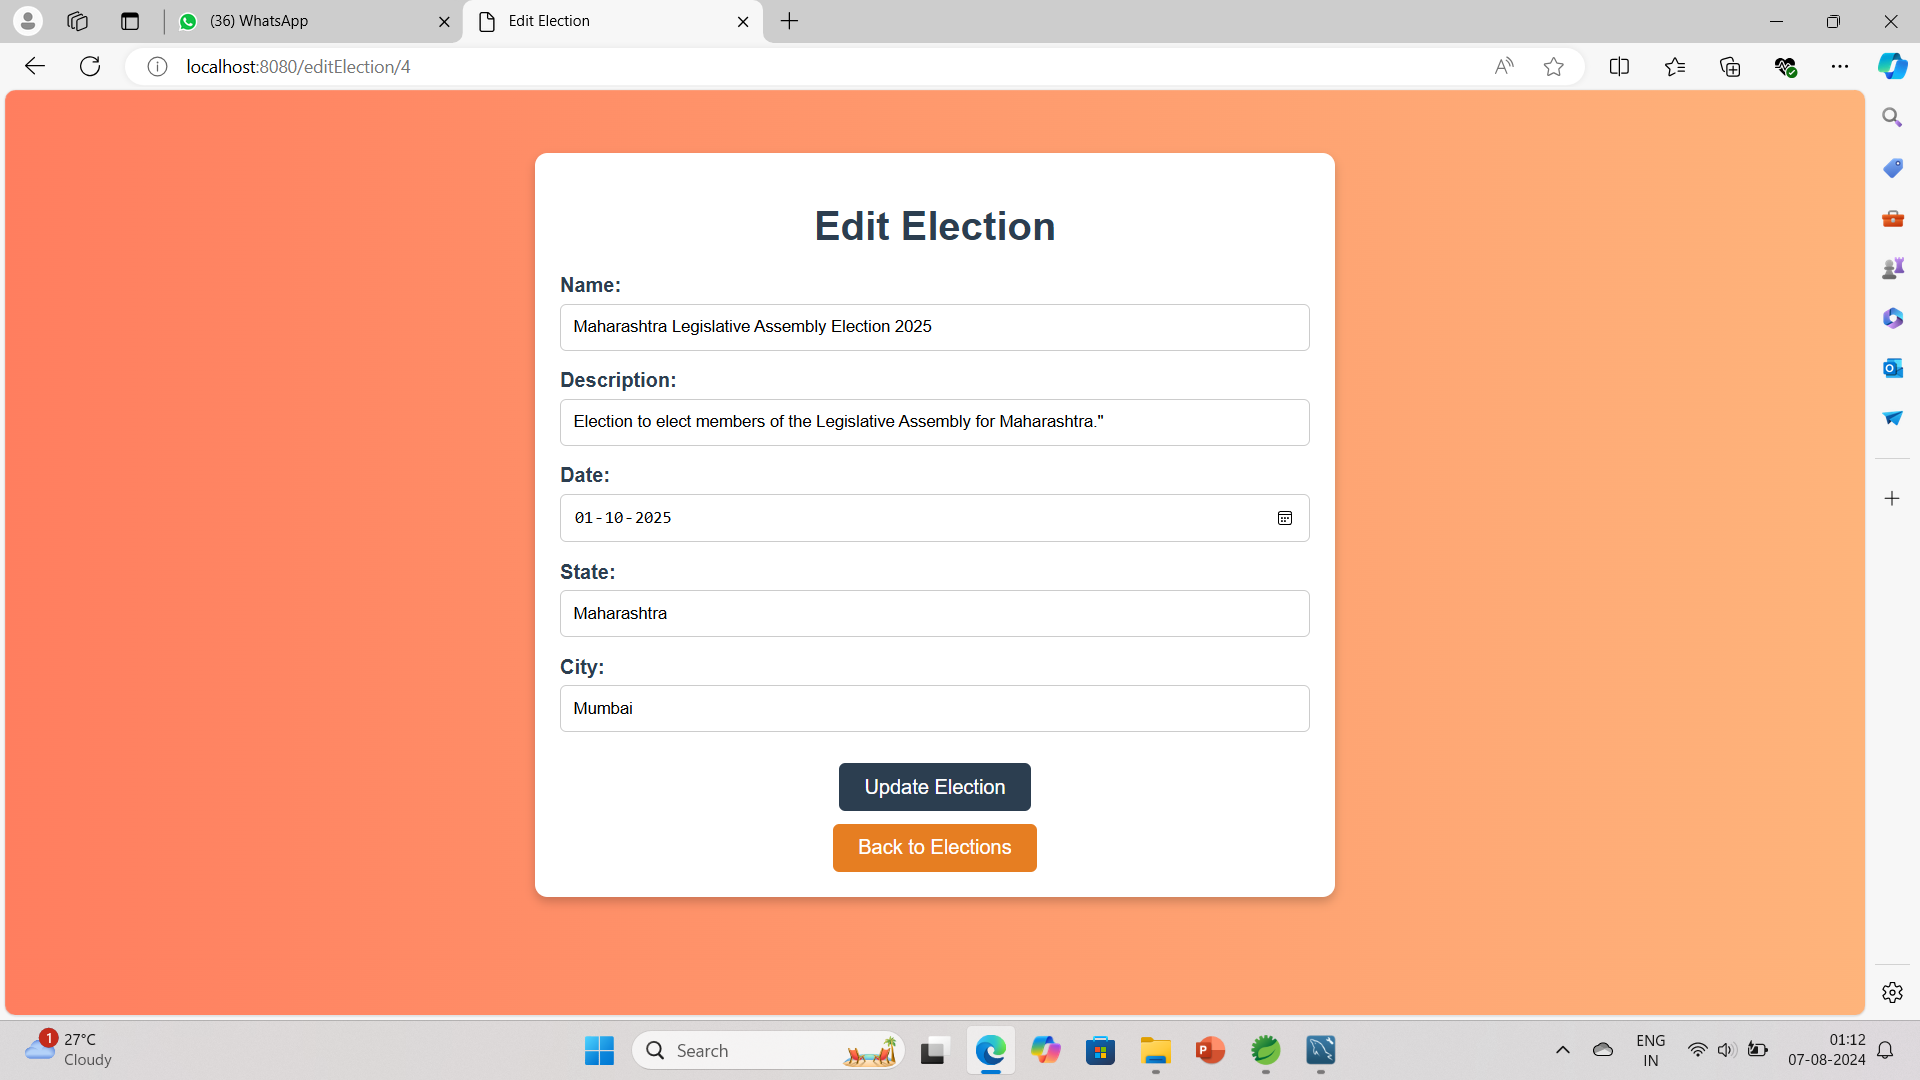 (36) WhatsApp
Edit Election
localhost:8080/editElection/4
Edit Election
Name:
Maharashtra Legislative Assembly Election 2025
Description:
Election to elect members of the Legislative Assembly for Maharashtra."
Date:
01-10-2025
State:
Maharashtra
City:
Mumbai
Update Election
Back to Elections
1
27°C
Cloudy
Search
ENG
IN
01:12
07-08-2024